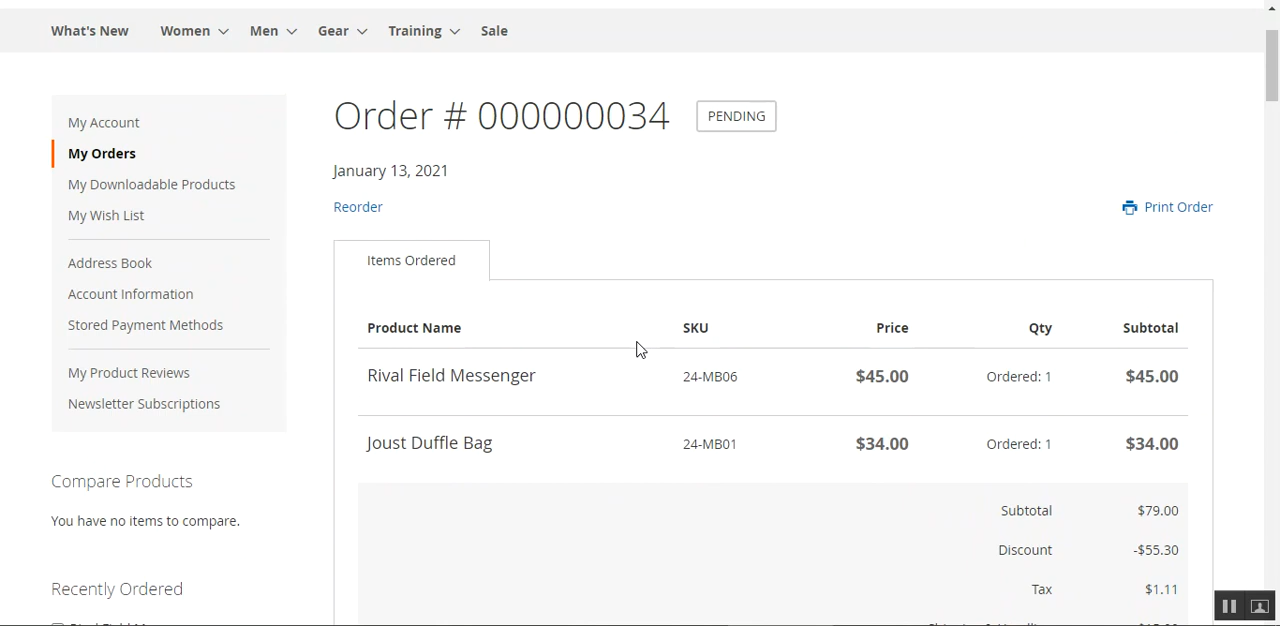 What's New Women Men Gear Training Sale
My Account
My Orders
My Downloadable Products
My Wish List
Address Book
Account Information
Stored Payment Methods
My Product Reviews
Newsletter Subscriptions
Compare Products
You have no items to compare.
Recently Ordered
Order # 000000034 PENDING
January 13, 2021
Reorder Print Order
Items Ordered
Product Name SKU Price Qty Subtotal
Rival Field Messenger 24-MB06 $45.00 Ordered: 1 $45.00
Joust Duffle Bag 24-MB01 $34.00 Ordered: 1 $34.00
Subtotal $79.00
Discount -$55.30
Tax $1.11